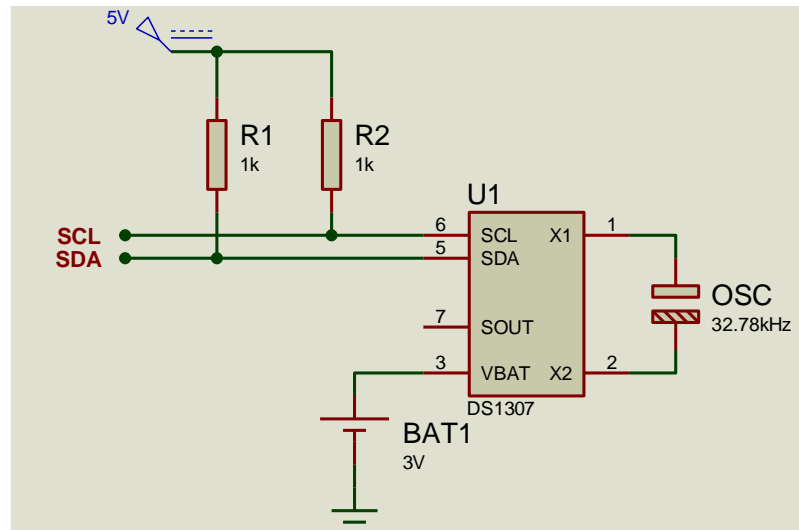 5V
R1
1k
R2
1k
U1
SCL
SDA
6
5
7
3
SCL
SDA
SOUT
VBAT
X1
X2
1
2
DS1307
OSC
32.78kHz
BAT1
3V